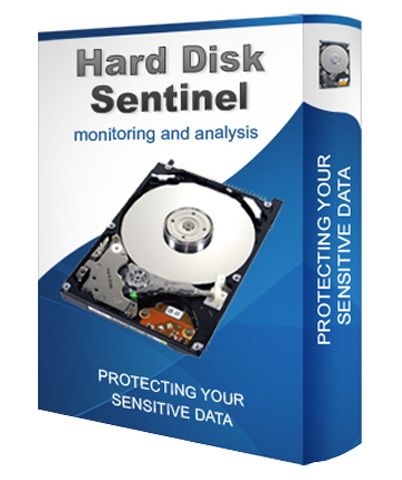 Hard Disk
Sentinel
monitoring and analysis
PROTECTING YOUR
SENSITIVE DATA
PROTECTING YOUR
SENSITIVE DATA